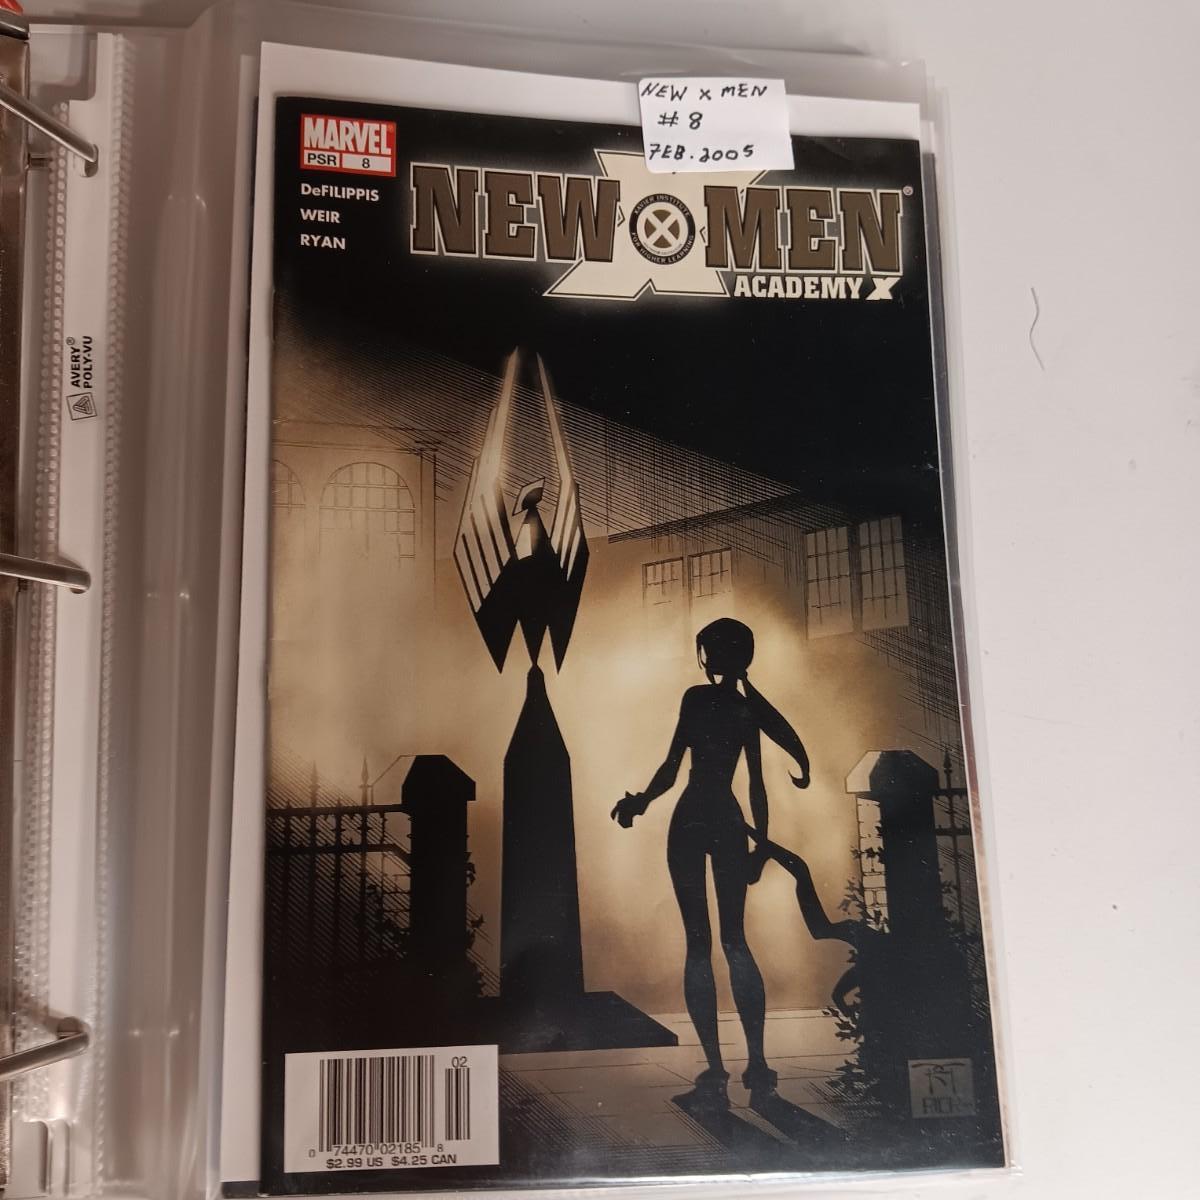 NEW X MEN
# 8
FEB. 2005
MARVEL
PSR 8
DeFILIPPIS
WEIR
RYAN
NEW X MEN
XAVIER INSTITUTE
FOR HIGHER LEARNING
ACADEMY X
AVERY®
POLY-VU
02
0 74470 02185 8
$2.99 US $4.25 CAN
RICK